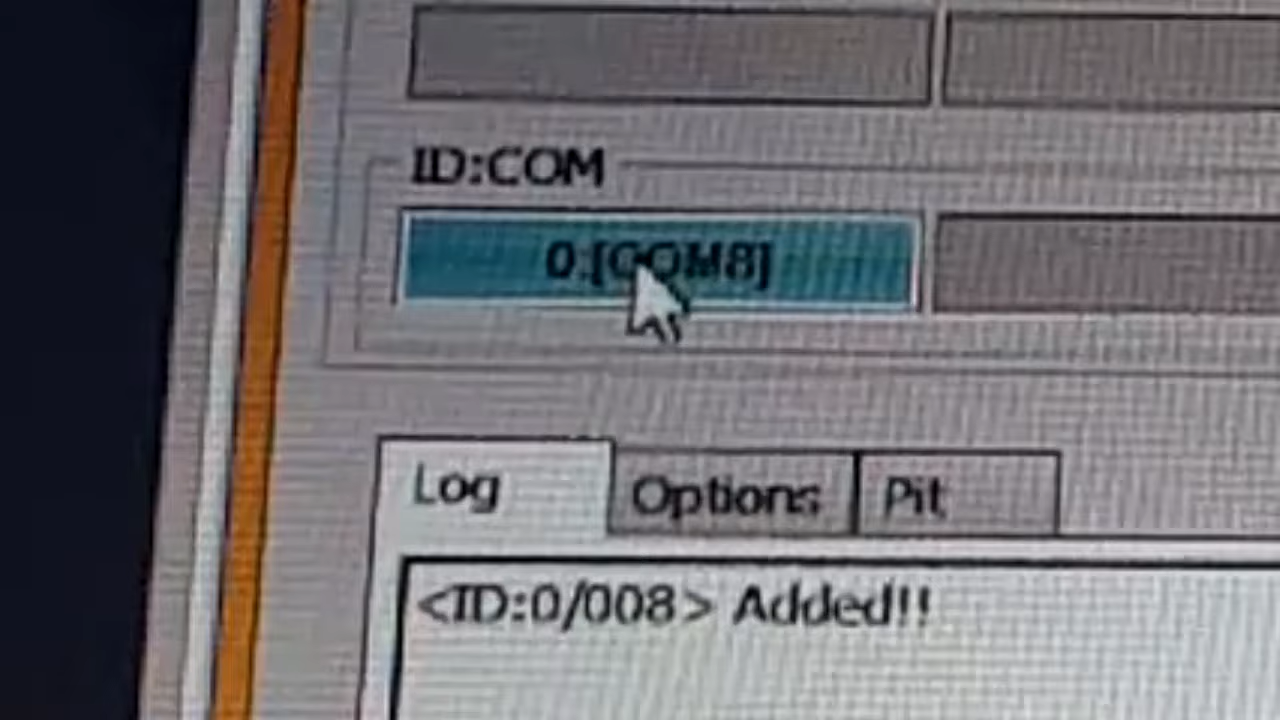 ID:COM
0:[COM8]
Log
Options
Pit
<ID:0/008> Added!!